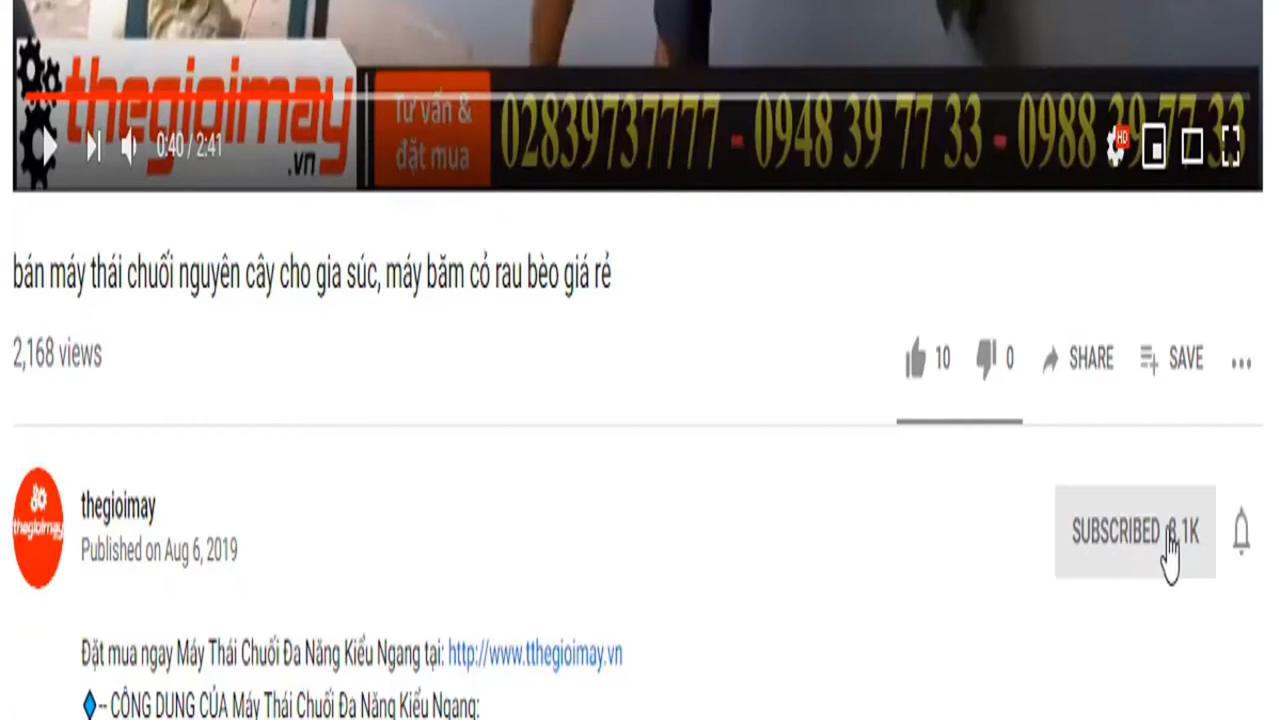 thegioimay
.vn
Tư vấn &
đặt mua
02839737777 - 0948 39 77 33 - 0988 39 77 33
HD
0:40 / 2:41
bán máy thái chuối nguyên cây cho gia súc, máy băm cỏ rau bèo giá rẻ
2,168 views
10
0
SHARE
SAVE
thegioimay
thegioimay
Published on Aug 6, 2019
SUBSCRIBED
Đặt mua ngay Máy Thái Chuối Đa Năng Kiểu Ngang tại: http://www.tthegioimay.vn
-- CÔNG DỤNG CỦA Máy Thái Chuối Đa Năng Kiểu Ngang: